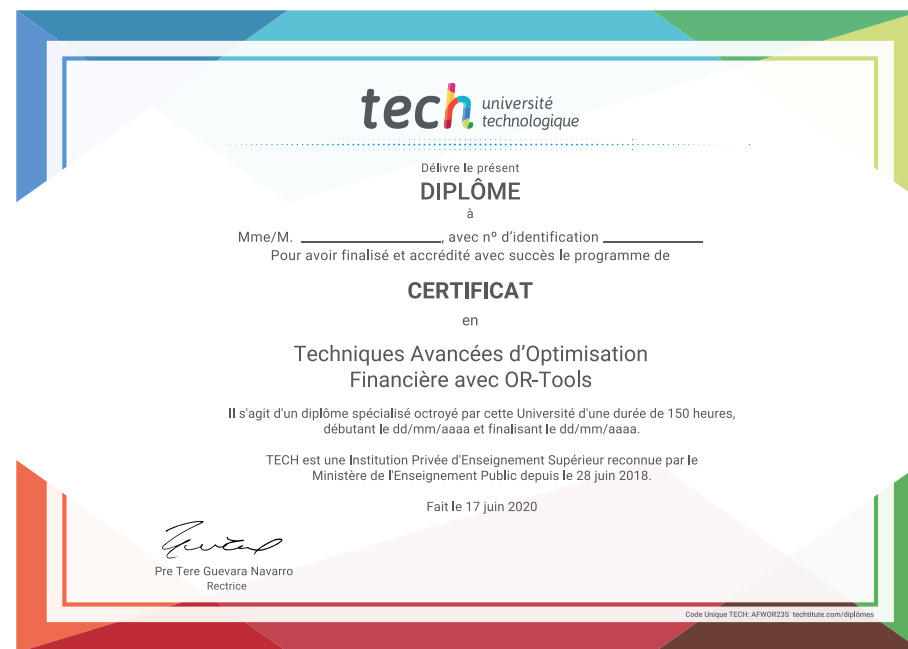 tech université
technologique
Délivre le présent
DIPLÔME
à
Mme/M. ____________________, avec nº d'identification ______________
Pour avoir finalisé et accrédité avec succès le programme de
CERTIFICAT
en
Techniques Avancées d'Optimisation
Financière avec OR-Tools
Il s'agit d'un diplôme spécialisé octroyé par cette Université d'une durée de 150 heures,
débutant le dd/mm/aaaa et finalisant le dd/mm/aaaa.
TECH est une Institution Privée d'Enseignement Supérieur reconnue par le
Ministère de l'Enseignement Public depuis le 28 juin 2018.
Fait le 17 juin 2020
Pre Tere Guevara Navarro
Rectrice
Code Unique TECH: AFWOR23S techtitute.com/diplômes